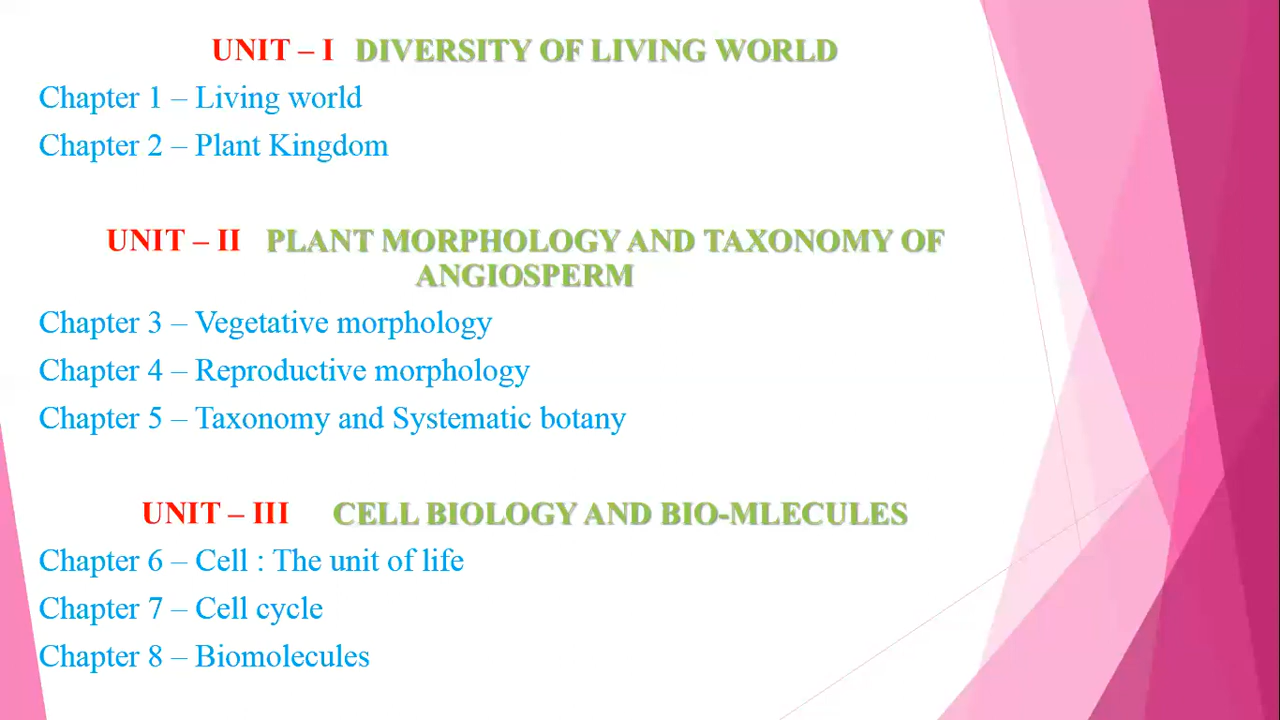 UNIT – I DIVERSITY OF LIVING WORLD
Chapter 1 – Living world
Chapter 2 – Plant Kingdom
UNIT – II PLANT MORPHOLOGY AND TAXONOMY OF
ANGIOSPERM
Chapter 3 – Vegetative morphology
Chapter 4 – Reproductive morphology
Chapter 5 – Taxonomy and Systematic botany
UNIT – III CELL BIOLOGY AND BIO-MLECULES
Chapter 6 – Cell : The unit of life
Chapter 7 – Cell cycle
Chapter 8 – Biomolecules